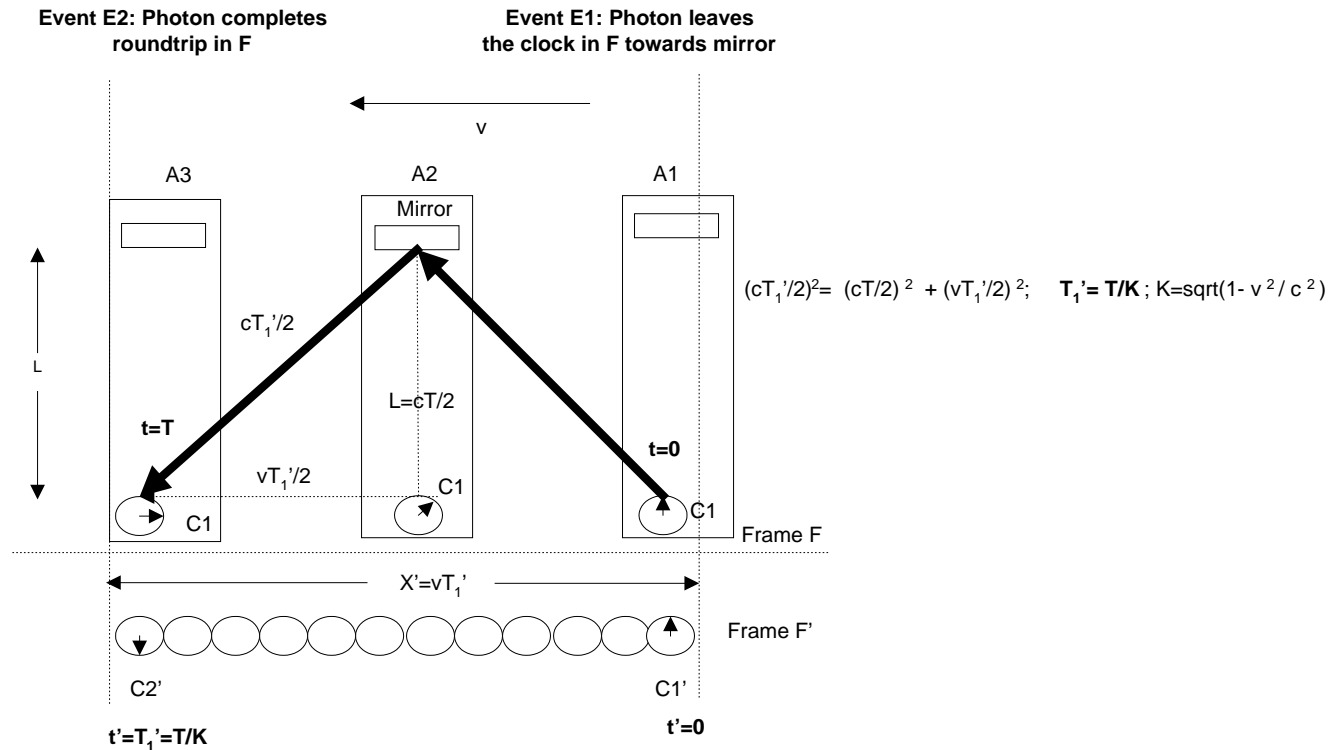 Event E2: Photon completes
roundtrip in F
Event E1: Photon leaves
the clock in F towards mirror
v
A3
A2
A1
Mirror
(cT₁'/2)²= (cT/2) ² + (vT₁'/2) ²; T₁'= T/K ; K=sqrt(1- v ² / c ²)
cT₁'/2
L
L=cT/2
t=T
t=0
vT₁'/2
C1
C1
C1
Frame F
X'=vT₁'
Frame F'
C2'
C1'
t'=T₁'=T/K
t'=0